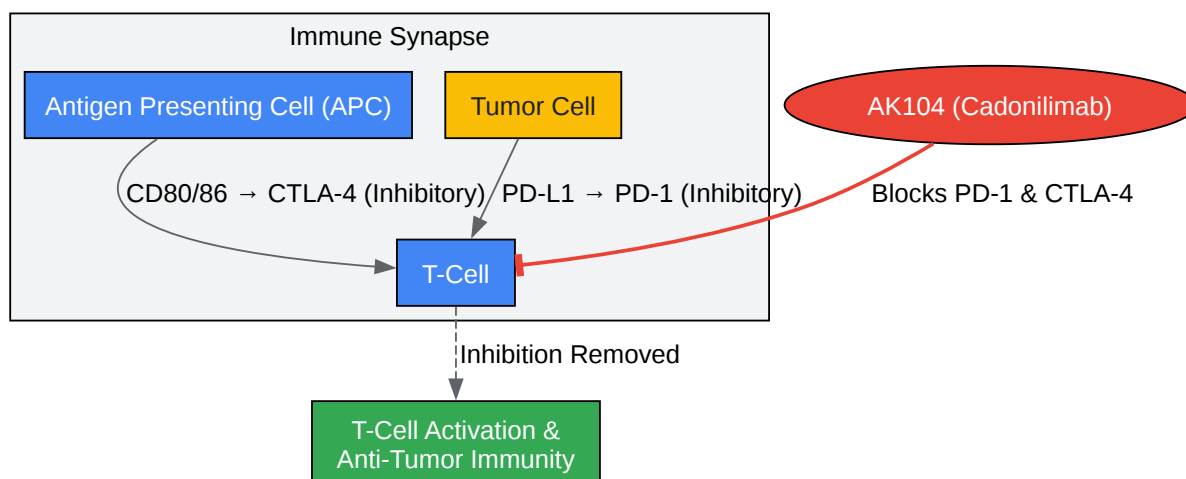 Immune Synapse
Antigen Presenting Cell (APC)
Tumor Cell
AK104 (Cadonilimab)
CD80/86 → CTLA-4 (Inhibitory)
PD-L1 → PD-1 (Inhibitory)
Blocks PD-1 & CTLA-4
T-Cell
Inhibition Removed
T-Cell Activation &
Anti-Tumor Immunity